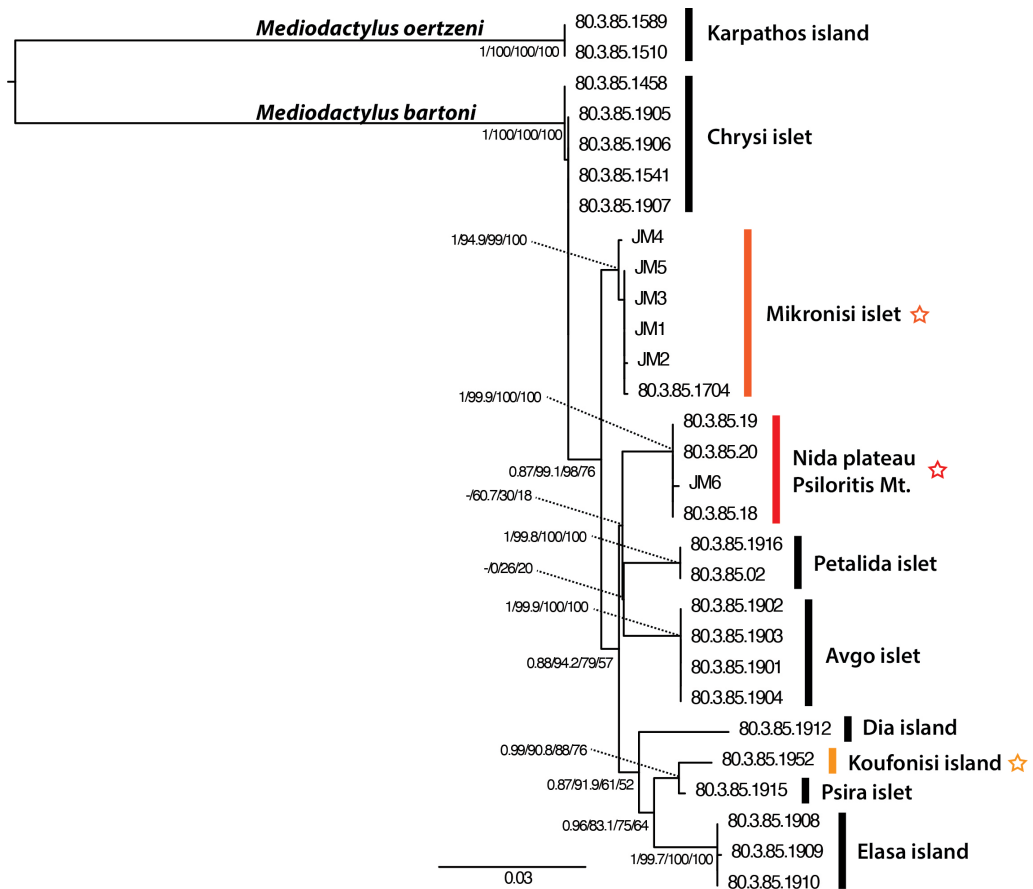 Mediodactylus oertzeni
1/100/100/100
80.3.85.1589
80.3.85.1510
Karpathos island
Mediodactylus bartoni
1/100/100/100
80.3.85.1458
80.3.85.1905
80.3.85.1906
80.3.85.1541
80.3.85.1907
Chrysi islet
1/94.9/99/100
JM4
JM5
JM3
JM1
JM2
80.3.85.1704
Mikronisi islet
1/99.9/100/100
80.3.85.19
80.3.85.20
JM6
80.3.85.18
Nida plateau
Psiloritis Mt.
0.87/99.1/98/76
-/60.7/30/18
1/99.8/100/100
80.3.85.1916
80.3.85.02
Petalida islet
-/0/26/20
1/99.9/100/100
80.3.85.1902
80.3.85.1903
80.3.85.1901
80.3.85.1904
Avgo islet
0.88/94.2/79/57
80.3.85.1912
Dia island
0.99/90.8/88/76
80.3.85.1952
Koufonisi island
0.87/91.9/61/52
80.3.85.1915
Psira islet
0.96/83.1/75/64
80.3.85.1908
80.3.85.1909
80.3.85.1910
Elasa island
1/99.7/100/100
0.03